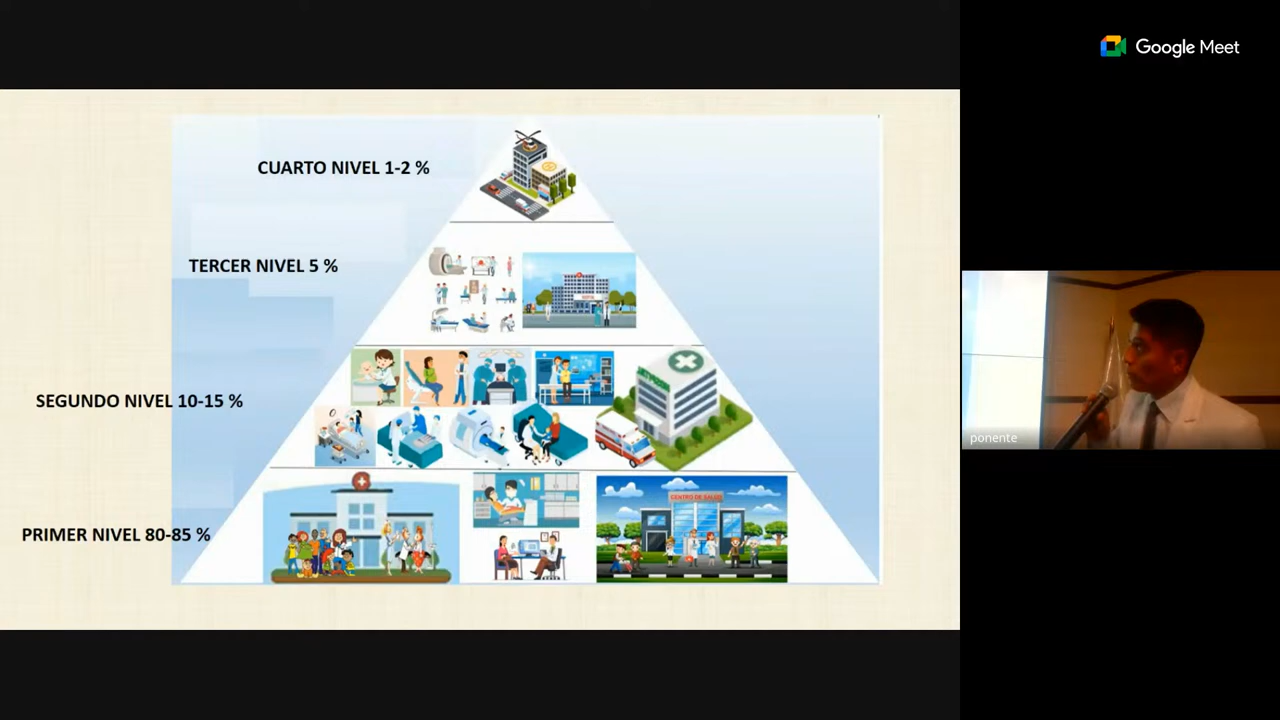 Google Meet
CUARTO NIVEL 1-2 %
TERCER NIVEL 5 %
SEGUNDO NIVEL 10-15 %
PRIMER NIVEL 80-85 %
CENTRO DE SALUD
ponente